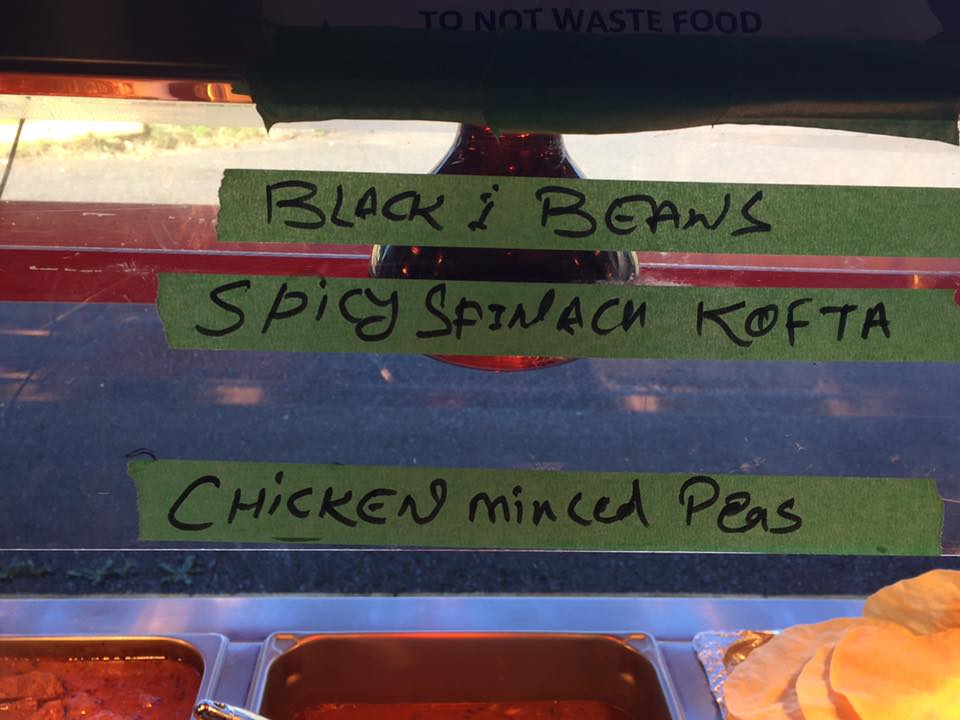 TO NOT WASTE FOOD
BLACK i BEANS
SPiCY SPINACH KOFTA
CHiCKEN minced Peas